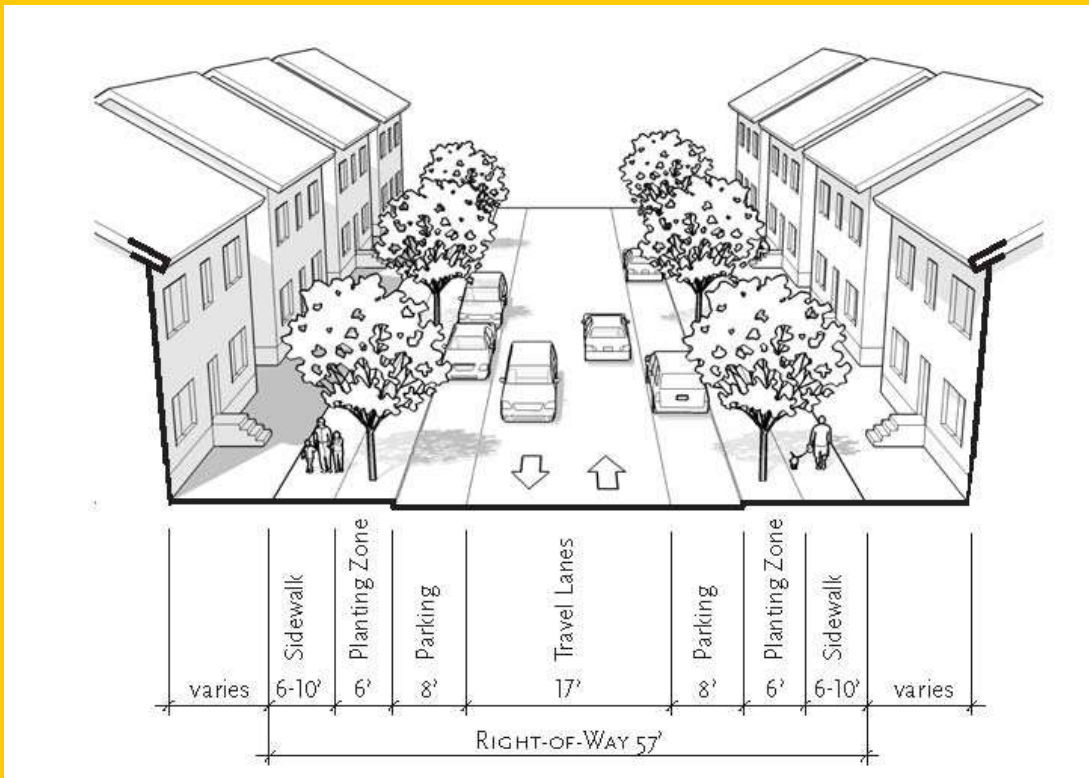 Sidewalk
Planting Zone
Parking
Travel Lanes
Parking
Planting Zone
Sidewalk
varies 6-10' 6' 8' 17' 8' 6' 6-10' varies
RIGHT-OF-WAY 57'